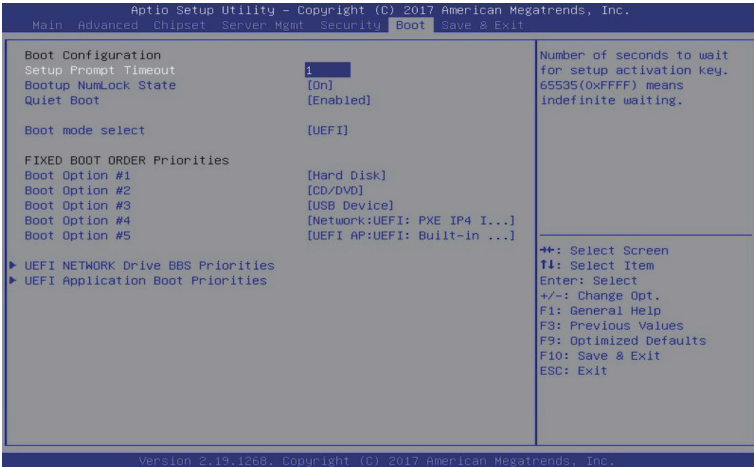 Aptio Setup Utility – Copyright (C) 2017 American Megatrends, Inc.
Main Advanced Chipset Server Mgmt Security Boot Save & Exit
Boot Configuration
Setup Prompt Timeout 1
Bootup NumLock State [On]
Quiet Boot [Enabled]
Boot mode select [UEFI]
FIXED BOOT ORDER Priorities
Boot Option #1 [Hard Disk]
Boot Option #2 [CD/DVD]
Boot Option #3 [USB Device]
Boot Option #4 [Network:UEFI: PXE IP4 I...]
Boot Option #5 [UEFI AP:UEFI: Built-in ...]
▶ UEFI NETWORK Drive BBS Priorities
▶ UEFI Application Boot Priorities
Number of seconds to wait
for setup activation key.
65535(0xFFFF) means
indefinite waiting.
→←: Select Screen
↑↓: Select Item
Enter: Select
+/-: Change Opt.
F1: General Help
F3: Previous Values
F9: Optimized Defaults
F10: Save & Exit
ESC: Exit
Version 2.19.1268. Copyright (C) 2017 American Megatrends, Inc.